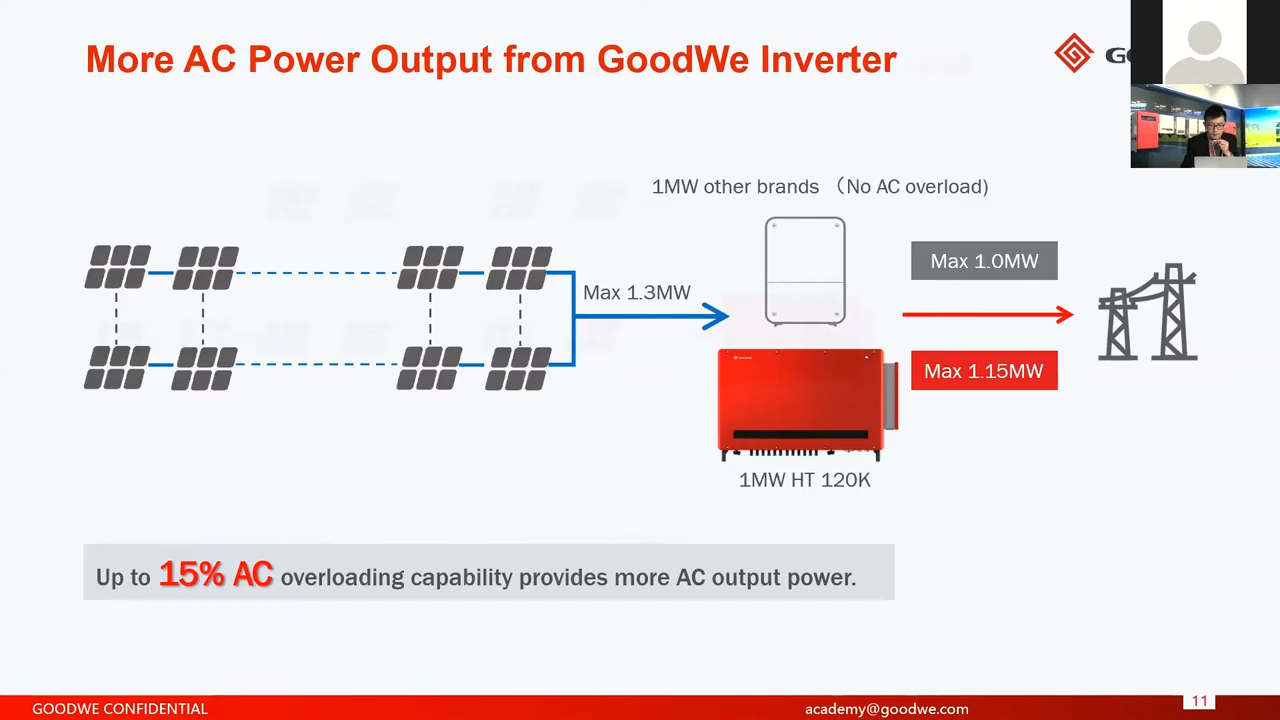 More AC Power Output from GoodWe Inverter
1MW other brands （No AC overload)
Max 1.3MW
Max 1.0MW
Max 1.15MW
1MW HT 120K
Up to 15% AC overloading capability provides more AC output power.
GOODWE CONFIDENTIAL
academy@goodwe.com
11